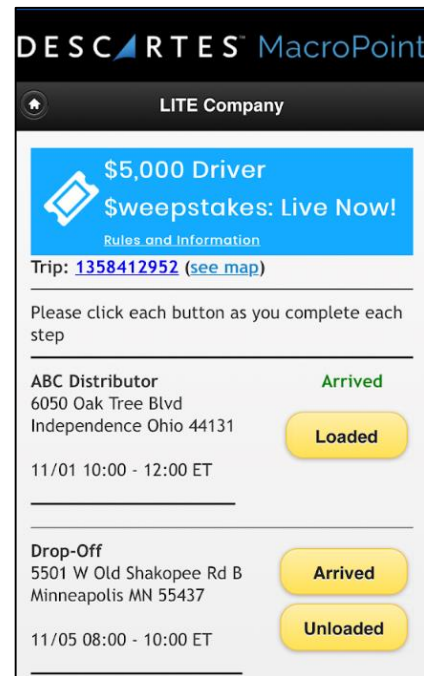 DESCARTES™ MacroPoint
LITE Company
$5,000 Driver
$weepstakes: Live Now!
Rules and Information
Trip: 1358412952 (see map)
Please click each button as you complete each
step
ABC Distributor
6050 Oak Tree Blvd
Independence Ohio 44131
11/01 10:00 - 12:00 ET
Arrived
Loaded
Drop-Off
5501 W Old Shakopee Rd B
Minneapolis MN 55437
11/05 08:00 - 10:00 ET
Arrived
Unloaded